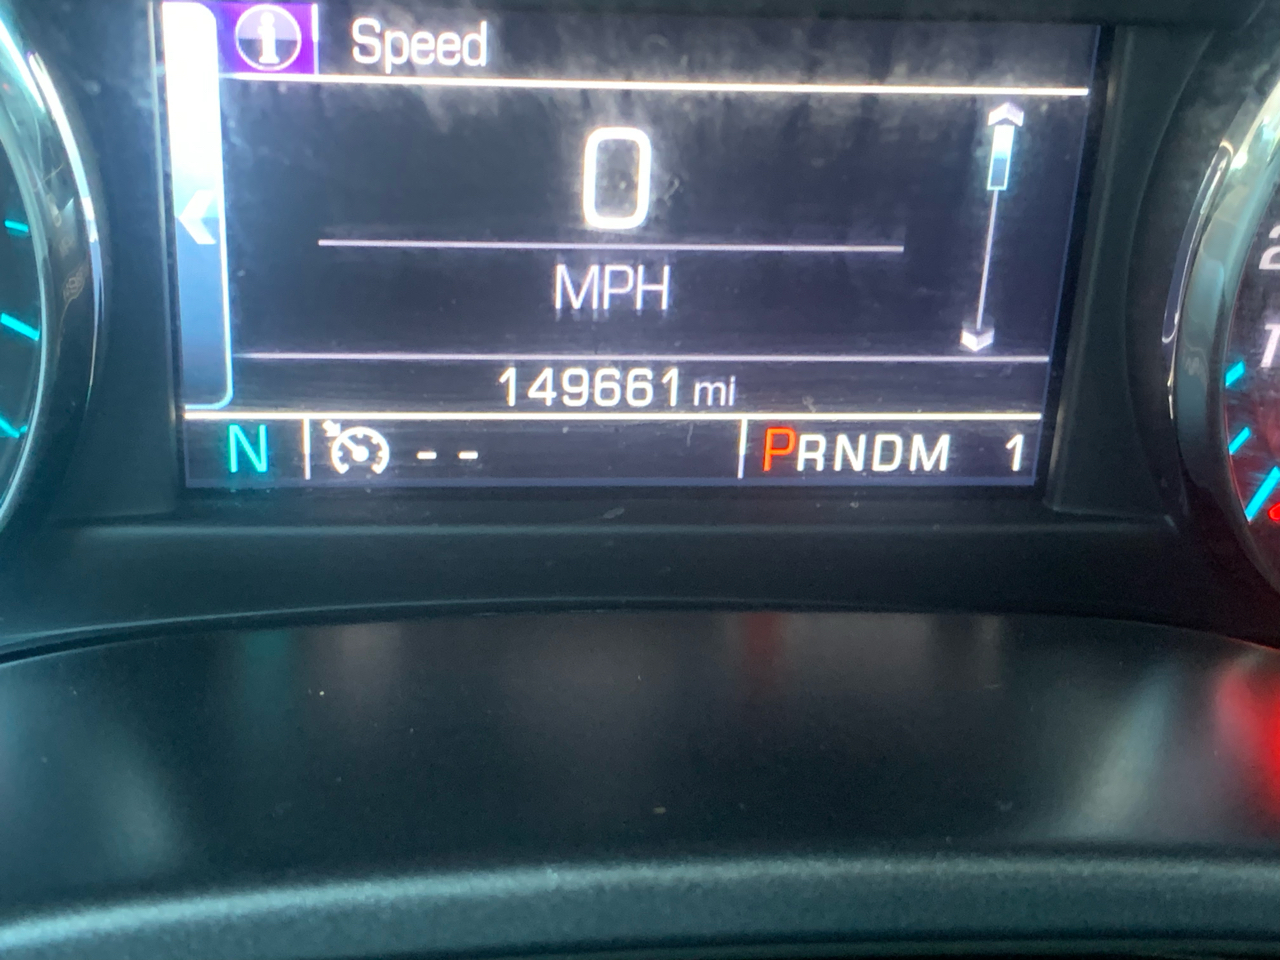 i Speed
0
MPH
149661 mi
N -- PRNDM 1